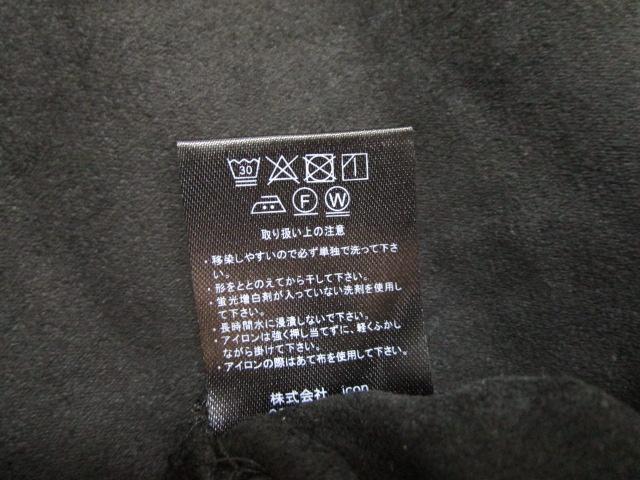 30
F W
取り扱い上の注意
・移染しやすいので必ず単独で洗って下さ
い。
・形をととのえてから干して下さい。
・蛍光増白剤が入っていない洗剤を使用し
て下さい。
・長時間水に浸漬しないで下さい。
・アイロンは強く押し当てずに、軽くふかし
ながら掛けて下さい。
・アイロンの際はあて布を使用して下さい。
株式会社 icon